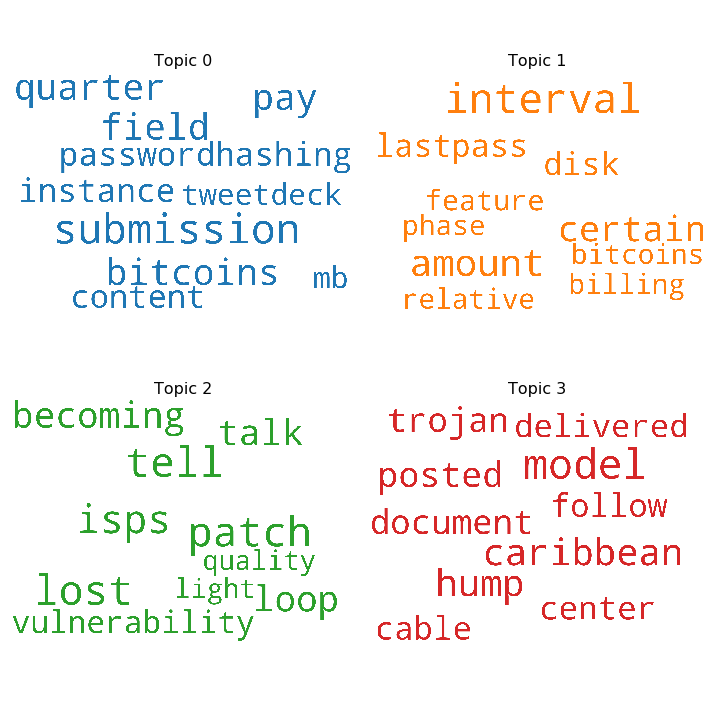 Topic 0
quarter
pay
field
passwordhashing
instance tweetdeck
submission
bitcoins
mb
content
Topic 1
interval
lastpass
disk
feature
phase
certain
amount
bitcoins
billing
relative
Topic 2
becoming
talk
tell
isps
patch
quality
lost
light
loop
vulnerability
Topic 3
trojan
delivered
model
posted
follow
document
caribbean
hump
center
cable